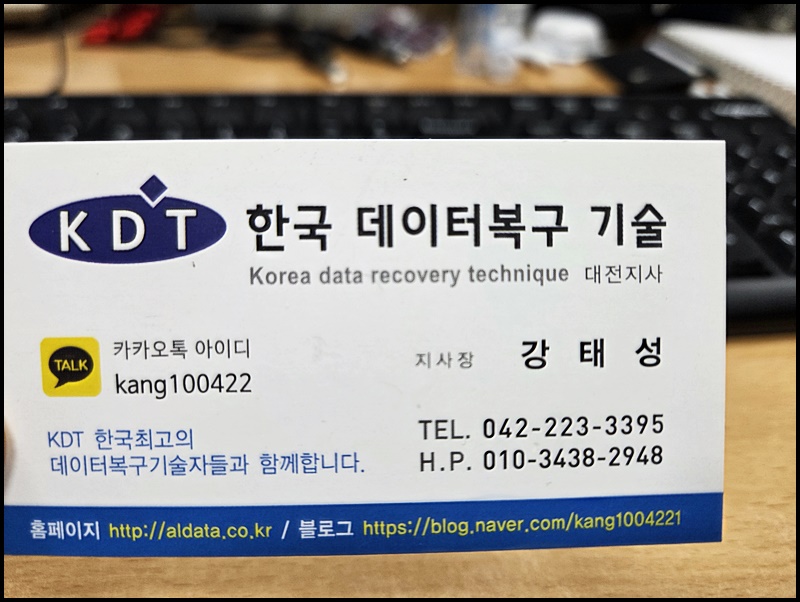 KDT 한국 데이터복구 기술
Korea data recovery technique 대전지사
TALK
카카오톡 아이디
kang100422
지사장 강 태 성
KDT 한국최고의
데이터복구기술자들과 함께합니다.
TEL. 042-223-3395
H.P. 010-3438-2948
홈페이지 http://aldata.co.kr / 블로그 https://blog.naver.com/kang1004221